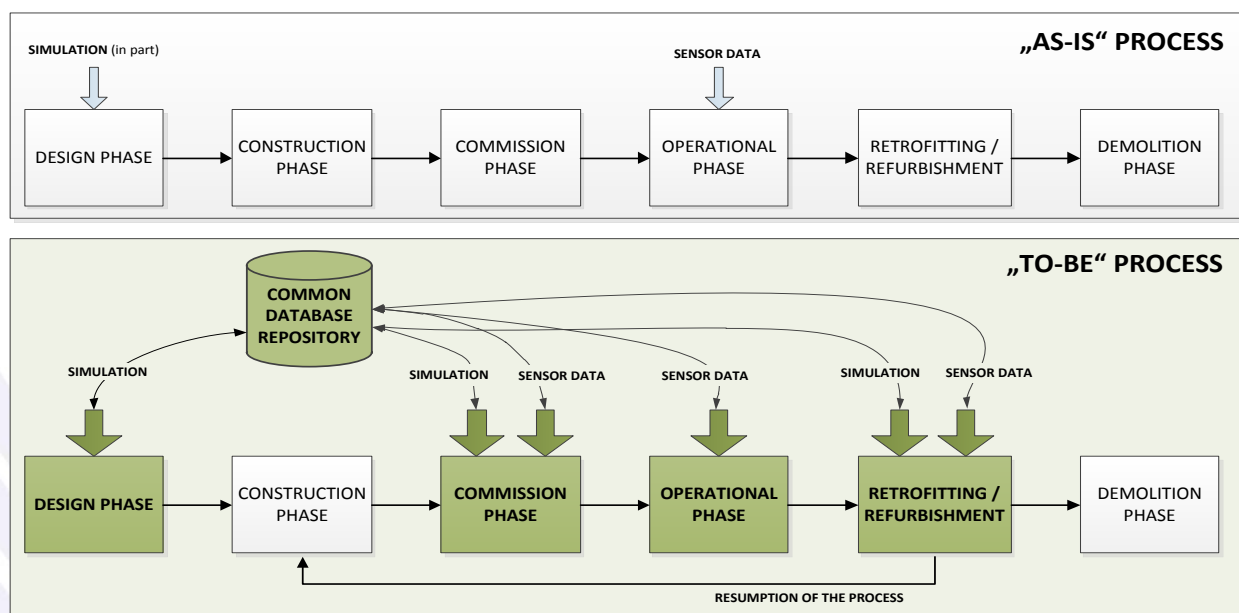 „AS-IS“ PROCESS
SIMULATION (in part)
SENSOR DATA
DESIGN PHASE
CONSTRUCTION
PHASE
COMMISSION
PHASE
OPERATIONAL
PHASE
RETROFITTING /
REFURBISHMENT
DEMOLITION
PHASE
„TO-BE“ PROCESS
COMMON
DATABASE
REPOSITORY
SIMULATION
SIMULATION
SENSOR DATA
SENSOR DATA
SIMULATION
SENSOR DATA
DESIGN PHASE
CONSTRUCTION
PHASE
COMMISSION
PHASE
OPERATIONAL
PHASE
RETROFITTING /
REFURBISHMENT
DEMOLITION
PHASE
RESUMPTION OF THE PROCESS